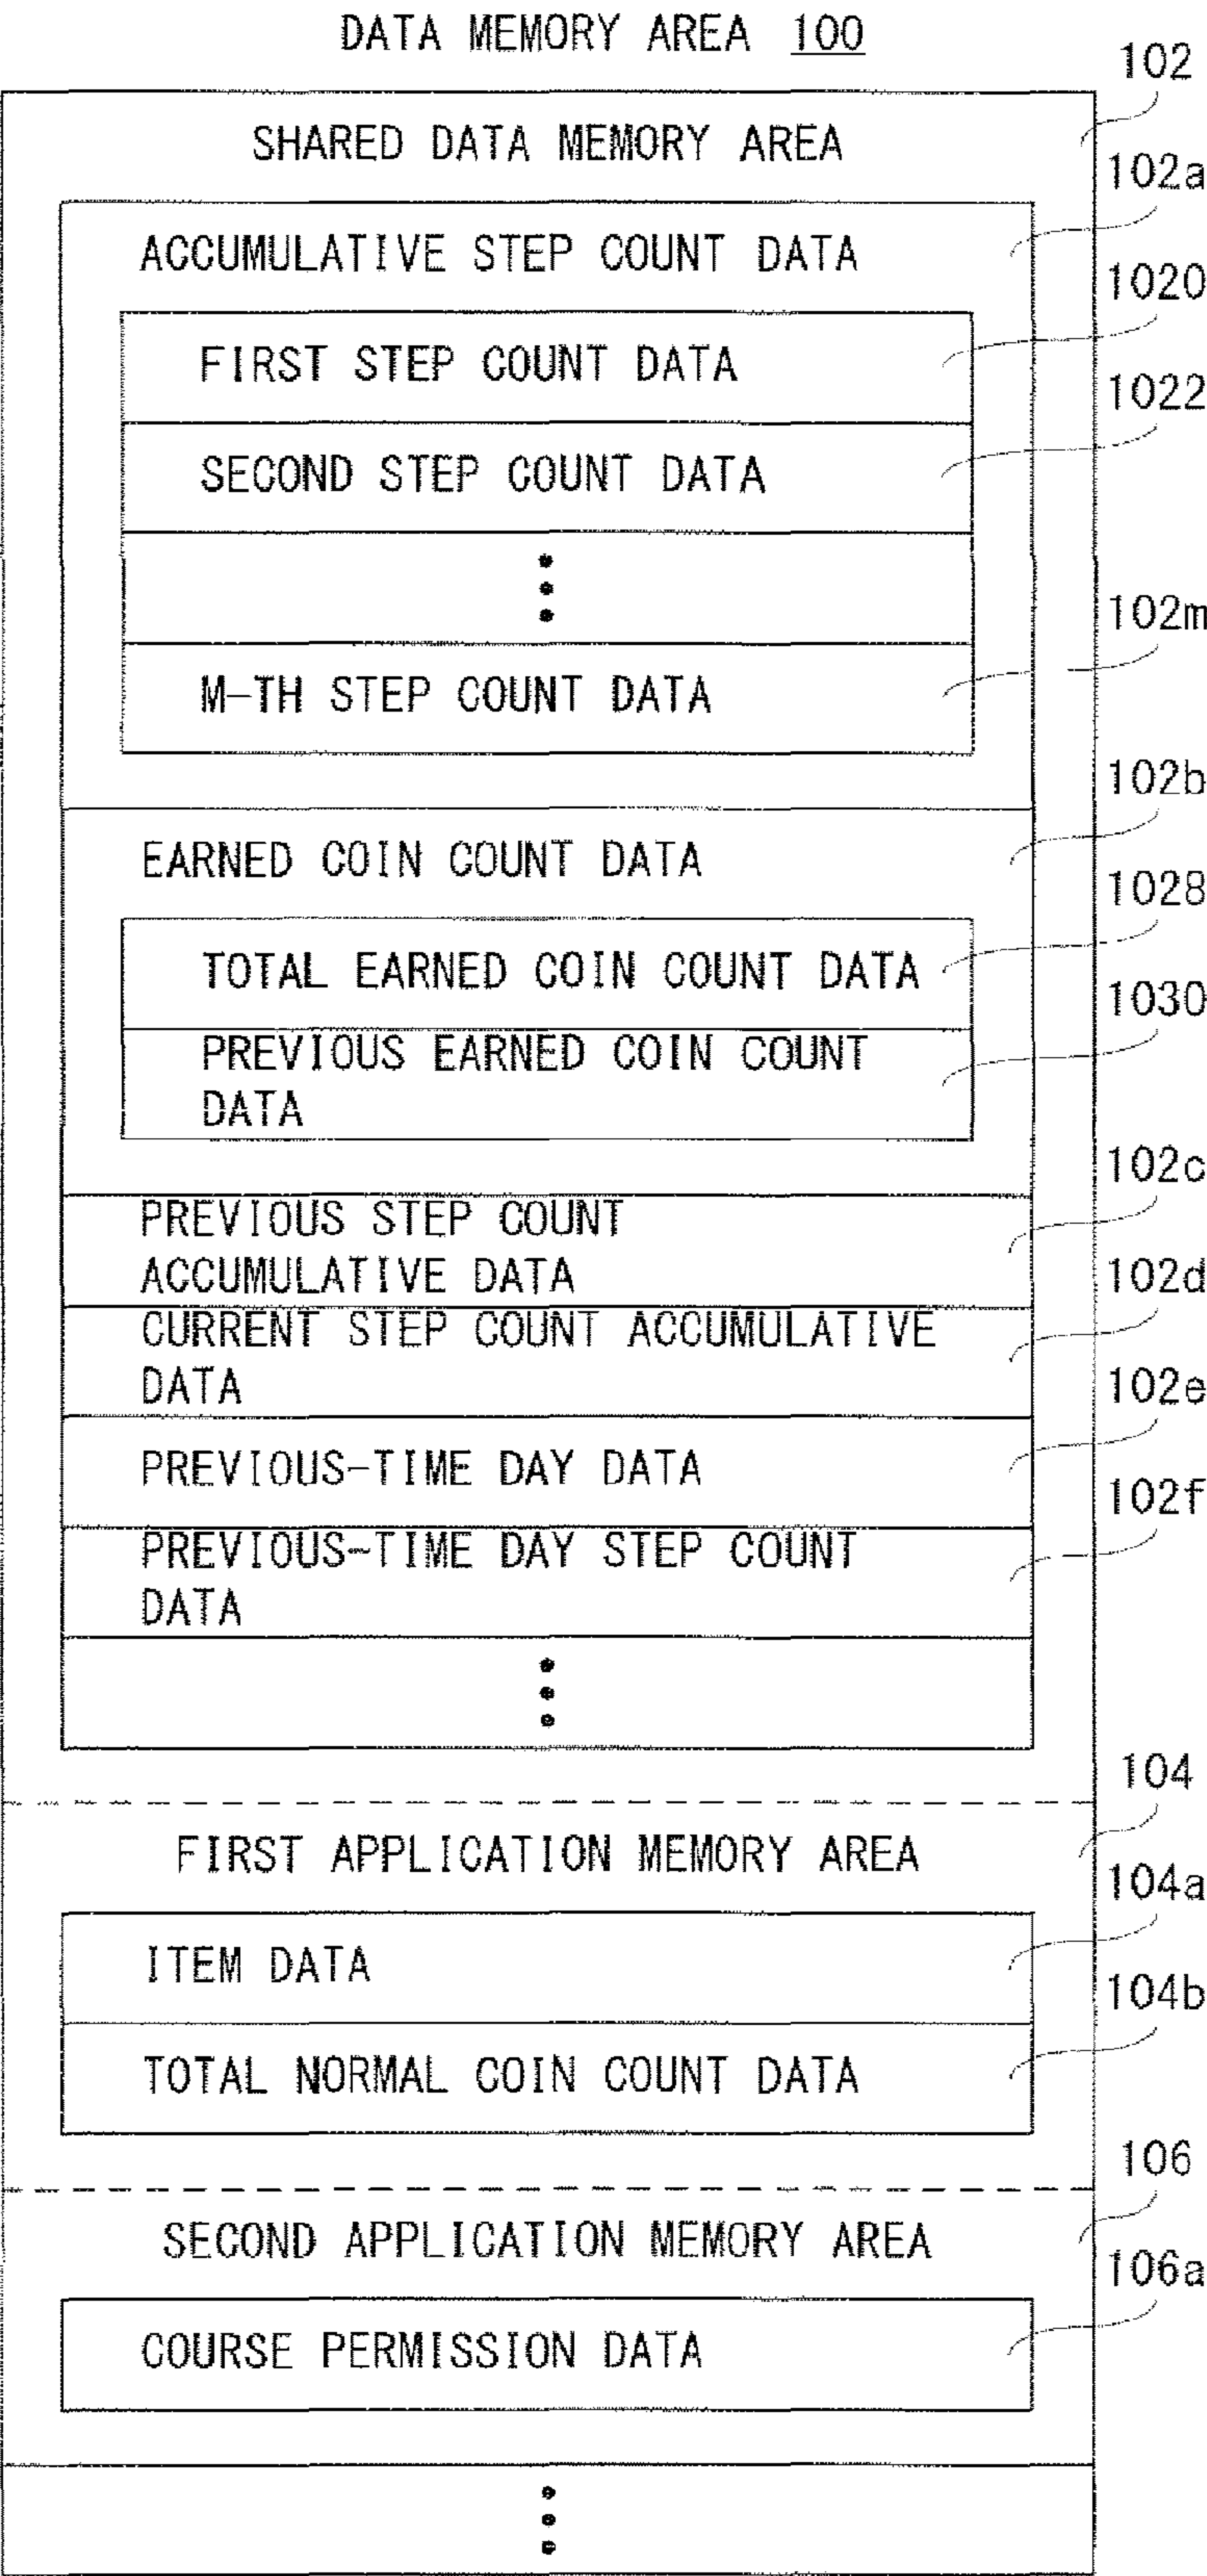 DATA MEMORY AREA 100
102
SHARED DATA MEMORY AREA
102a
ACCUMULATIVE STEP COUNT DATA
1020
FIRST STEP COUNT DATA
1022
SECOND STEP COUNT DATA
102m
M-TH STEP COUNT DATA
102b
EARNED COIN COUNT DATA
1028
TOTAL EARNED COIN COUNT DATA
1030
PREVIOUS EARNED COIN COUNT
DATA
102c
PREVIOUS STEP COUNT
ACCUMULATIVE DATA
102d
CURRENT STEP COUNT ACCUMULATIVE
DATA
102e
PREVIOUS-TIME DAY DATA
102f
PREVIOUS-TIME DAY STEP COUNT
DATA
104
FIRST APPLICATION MEMORY AREA
104a
ITEM DATA
104b
TOTAL NORMAL COIN COUNT DATA
106
SECOND APPLICATION MEMORY AREA
106a
COURSE PERMISSION DATA